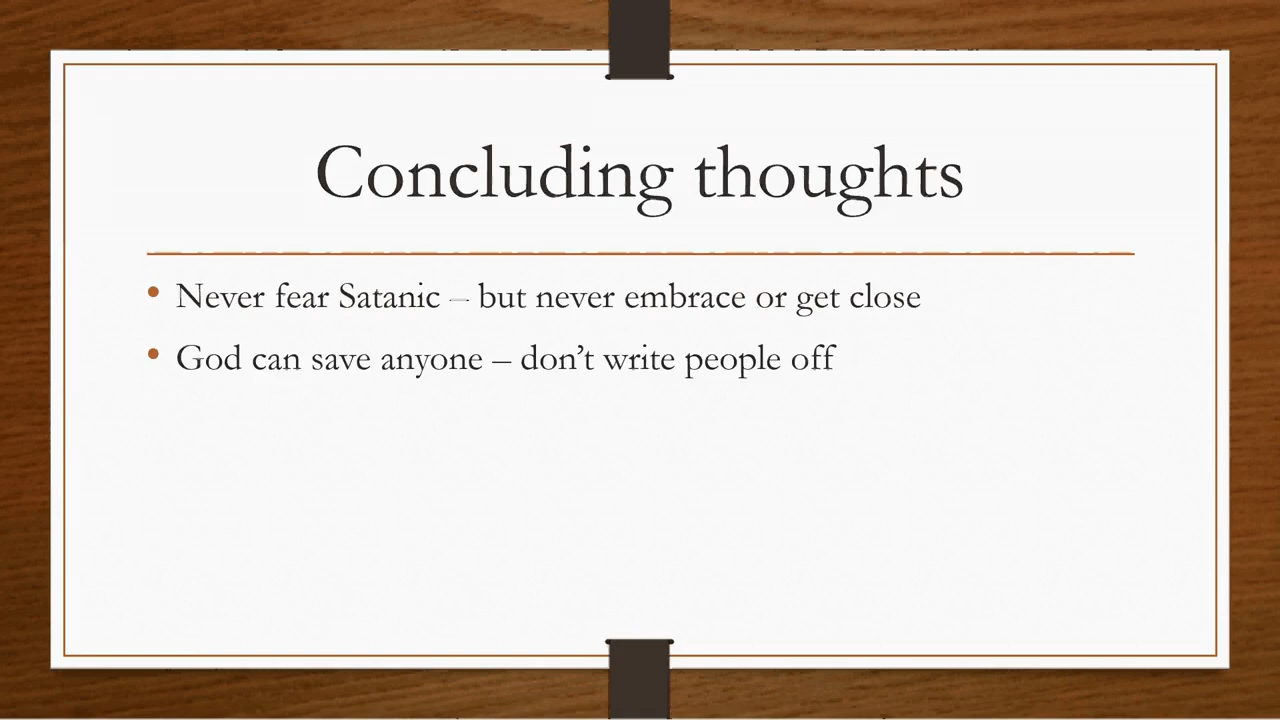 Concluding thoughts
• Never fear Satanic – but never embrace or get close
• God can save anyone – don’t write people off